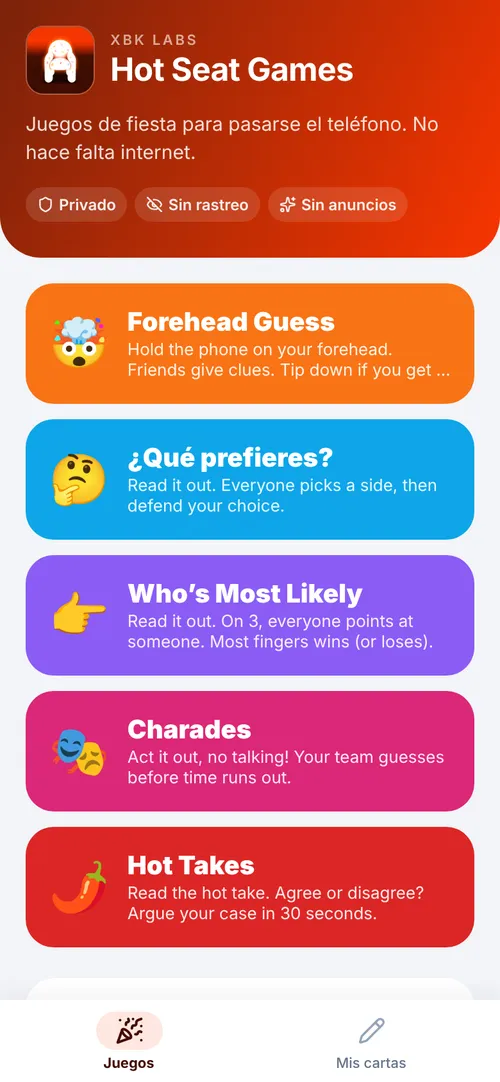 XBK LABS
Hot Seat Games
Juegos de fiesta para pasarse el teléfono. No
hace falta internet.
Privado
Sin rastreo
Sin anuncios
Forehead Guess
Hold the phone on your forehead.
Friends give clues. Tip down if you get ...
¿Qué prefieres?
Read it out. Everyone picks a side, then
defend your choice.
Who’s Most Likely
Read it out. On 3, everyone points at
someone. Most fingers wins (or loses).
Charades
Act it out, no talking! Your team guesses
before time runs out.
Hot Takes
Read the hot take. Agree or disagree?
Argue your case in 30 seconds.
Juegos
Mis cartas